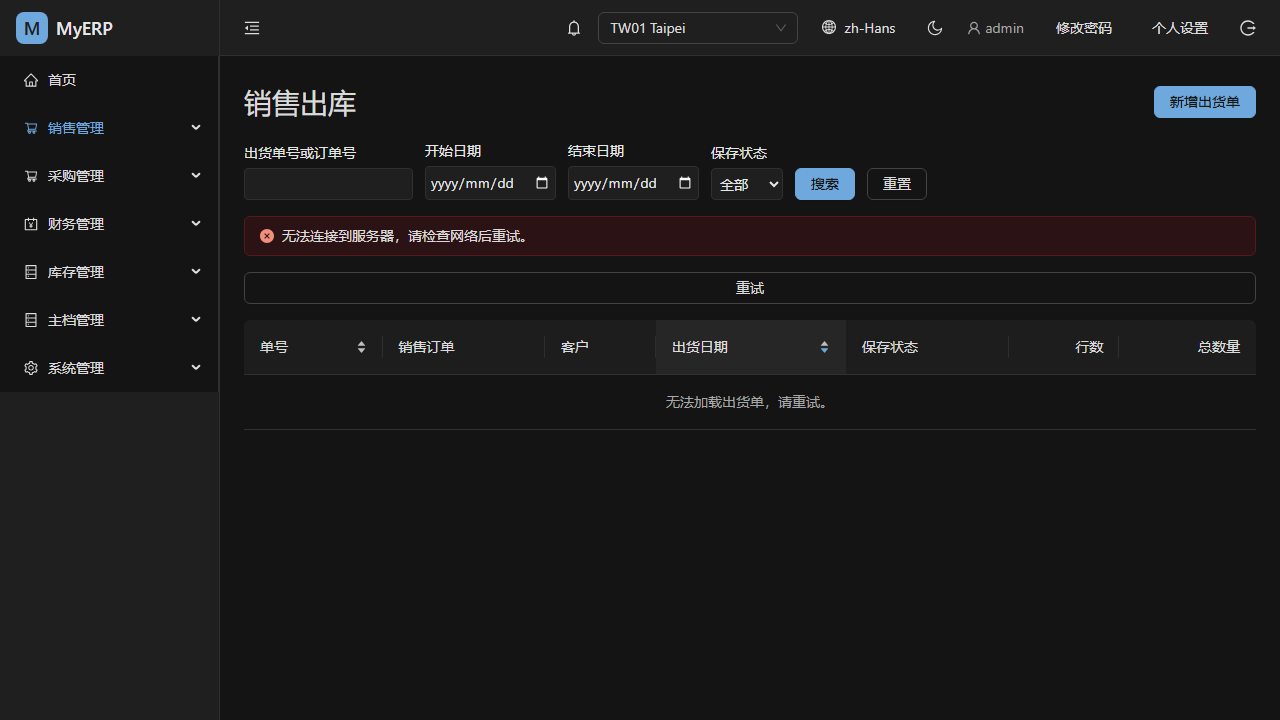 M MyERP
TW01 Taipei
zh-Hans
admin
修改密码
个人设置
首页
销售管理
采购管理
财务管理
库存管理
主档管理
系统管理
销售出库
新增出货单
出货单号或订单号
开始日期
结束日期
保存状态
yyyy/mm/dd
yyyy/mm/dd
全部
搜索
重置
无法连接到服务器，请检查网络后重试。
重试
单号
销售订单
客户
出货日期
保存状态
行数
总数量
无法加载出货单，请重试。